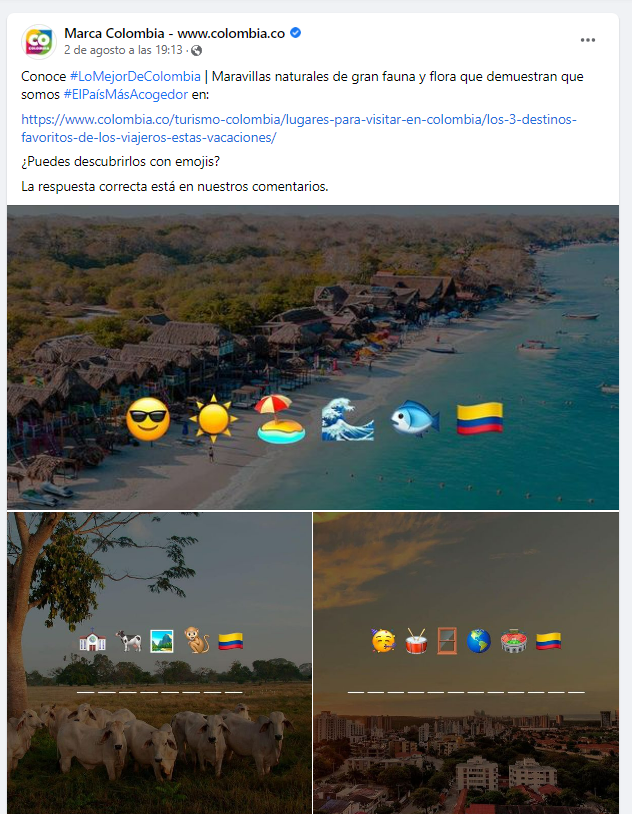 Marca Colombia - www.colombia.co
2 de agosto a las 19:13 ·
Conoce #LoMejorDeColombia | Maravillas naturales de gran fauna y flora que demuestran que
somos #ElPaísMásAcogedor en:
https://www.colombia.co/turismo-colombia/lugares-para-visitar-en-colombia/los-3-destinos-
favoritos-de-los-viajeros-estas-vacaciones/
¿Puedes descubrirlos con emojis?
La respuesta correcta está en nuestros comentarios.
CO